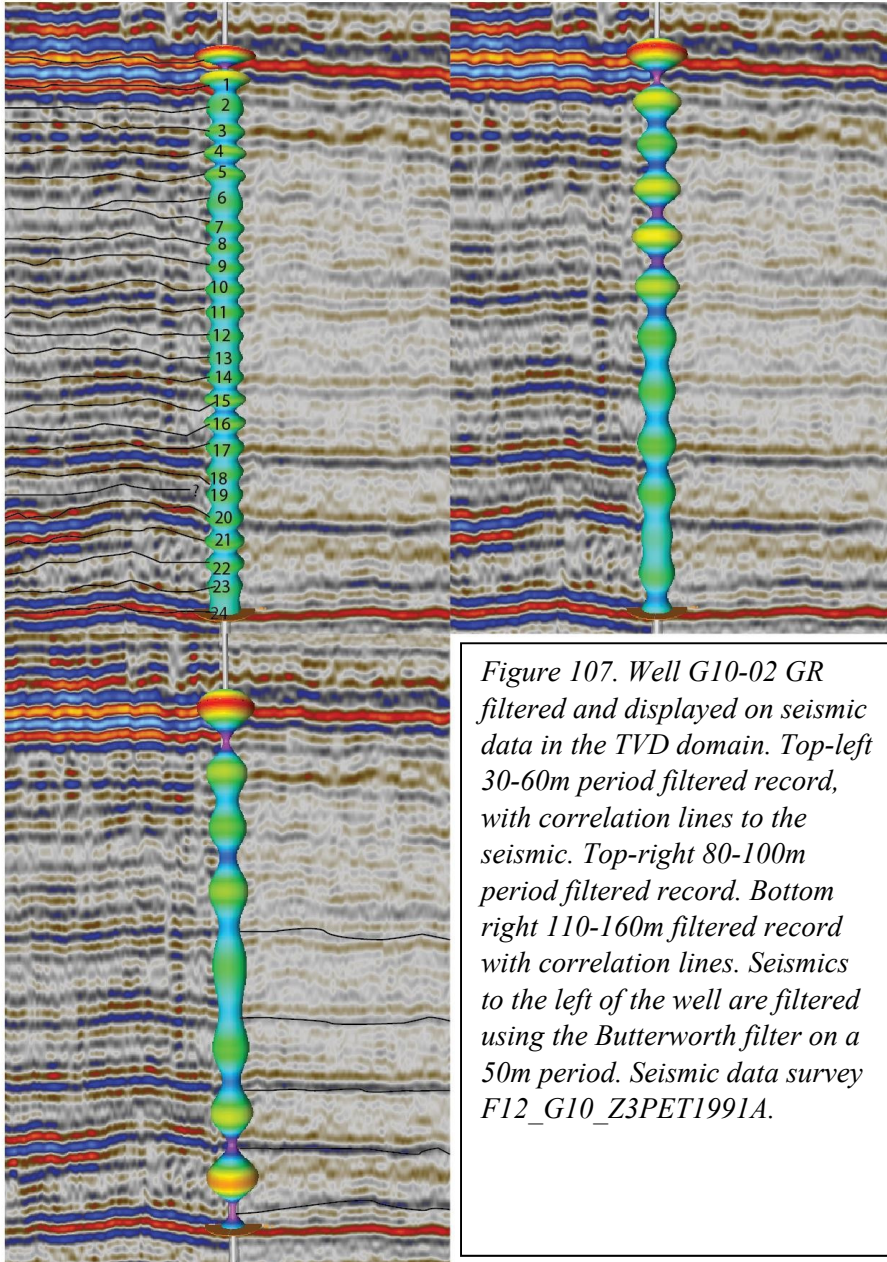 1
2
3
4
5
6
7
8
9
10
11
12
13
14
15
16
17
18
?
19
20
21
22
23
24
Figure 107. Well G10-02 GR
filtered and displayed on seismic
data in the TVD domain. Top-left
30-60m period filtered record,
with correlation lines to the
seismic. Top-right 80-100m
period filtered record. Bottom
right 110-160m filtered record
with correlation lines. Seismics
to the left of the well are filtered
using the Butterworth filter on a
50m period. Seismic data survey
F12_G10_Z3PET1991A.